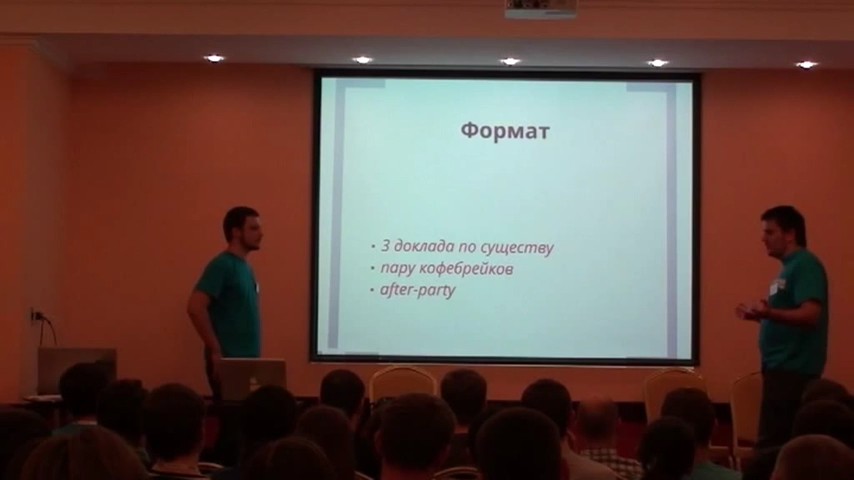 Формат
• 3 доклада по существу
• пару кофебрейков
• after-party